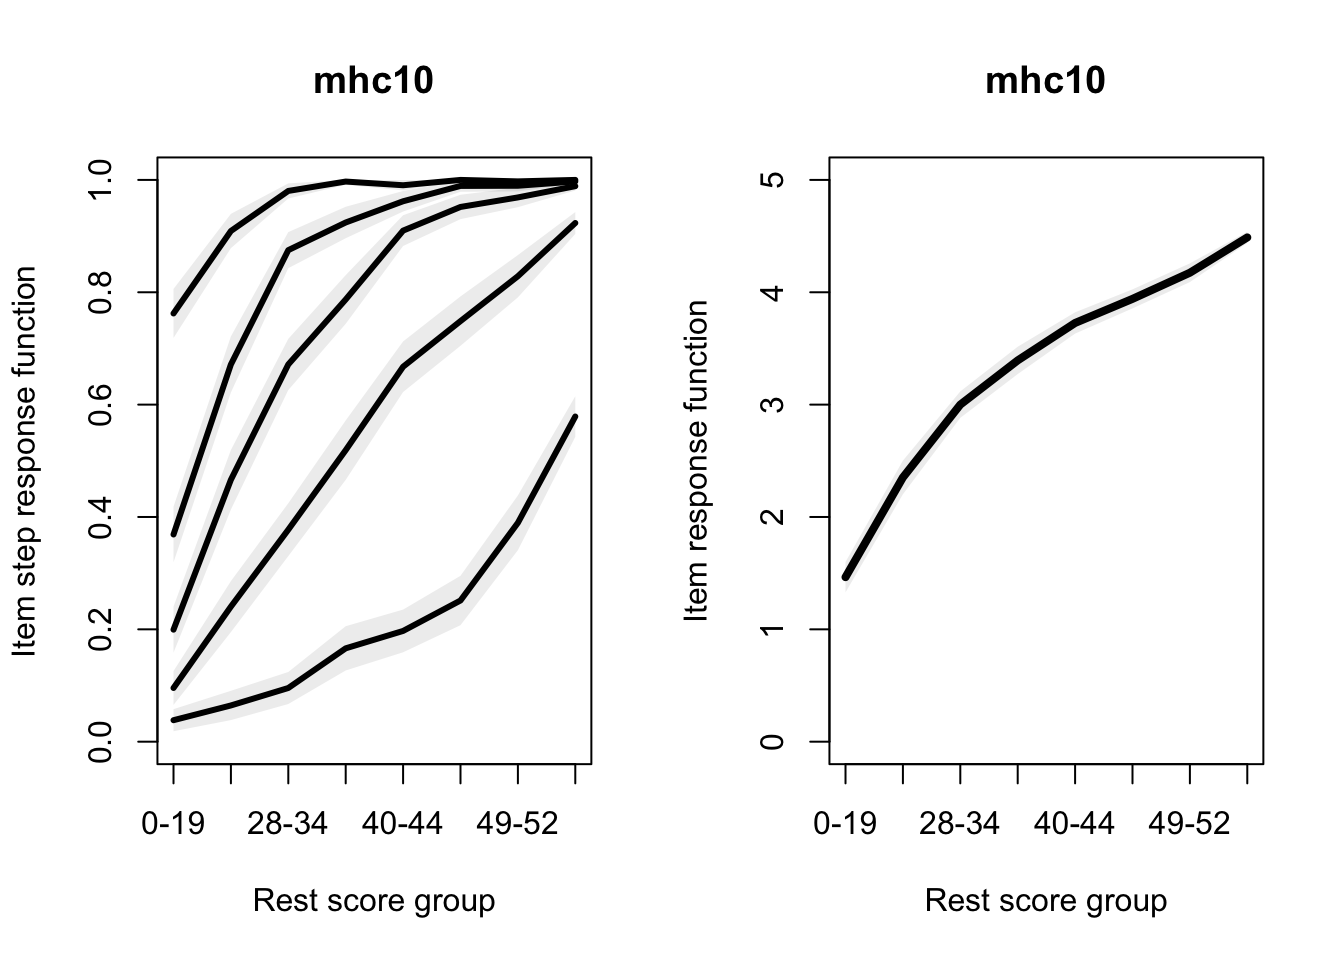 mhc10
Item step response function
1.0
0.8
0.6
0.4
0.2
0.0
0-19 28-34 40-44 49-52
Rest score group
mhc10
Item response function
5
4
3
2
1
0
0-19 28-34 40-44 49-52
Rest score group